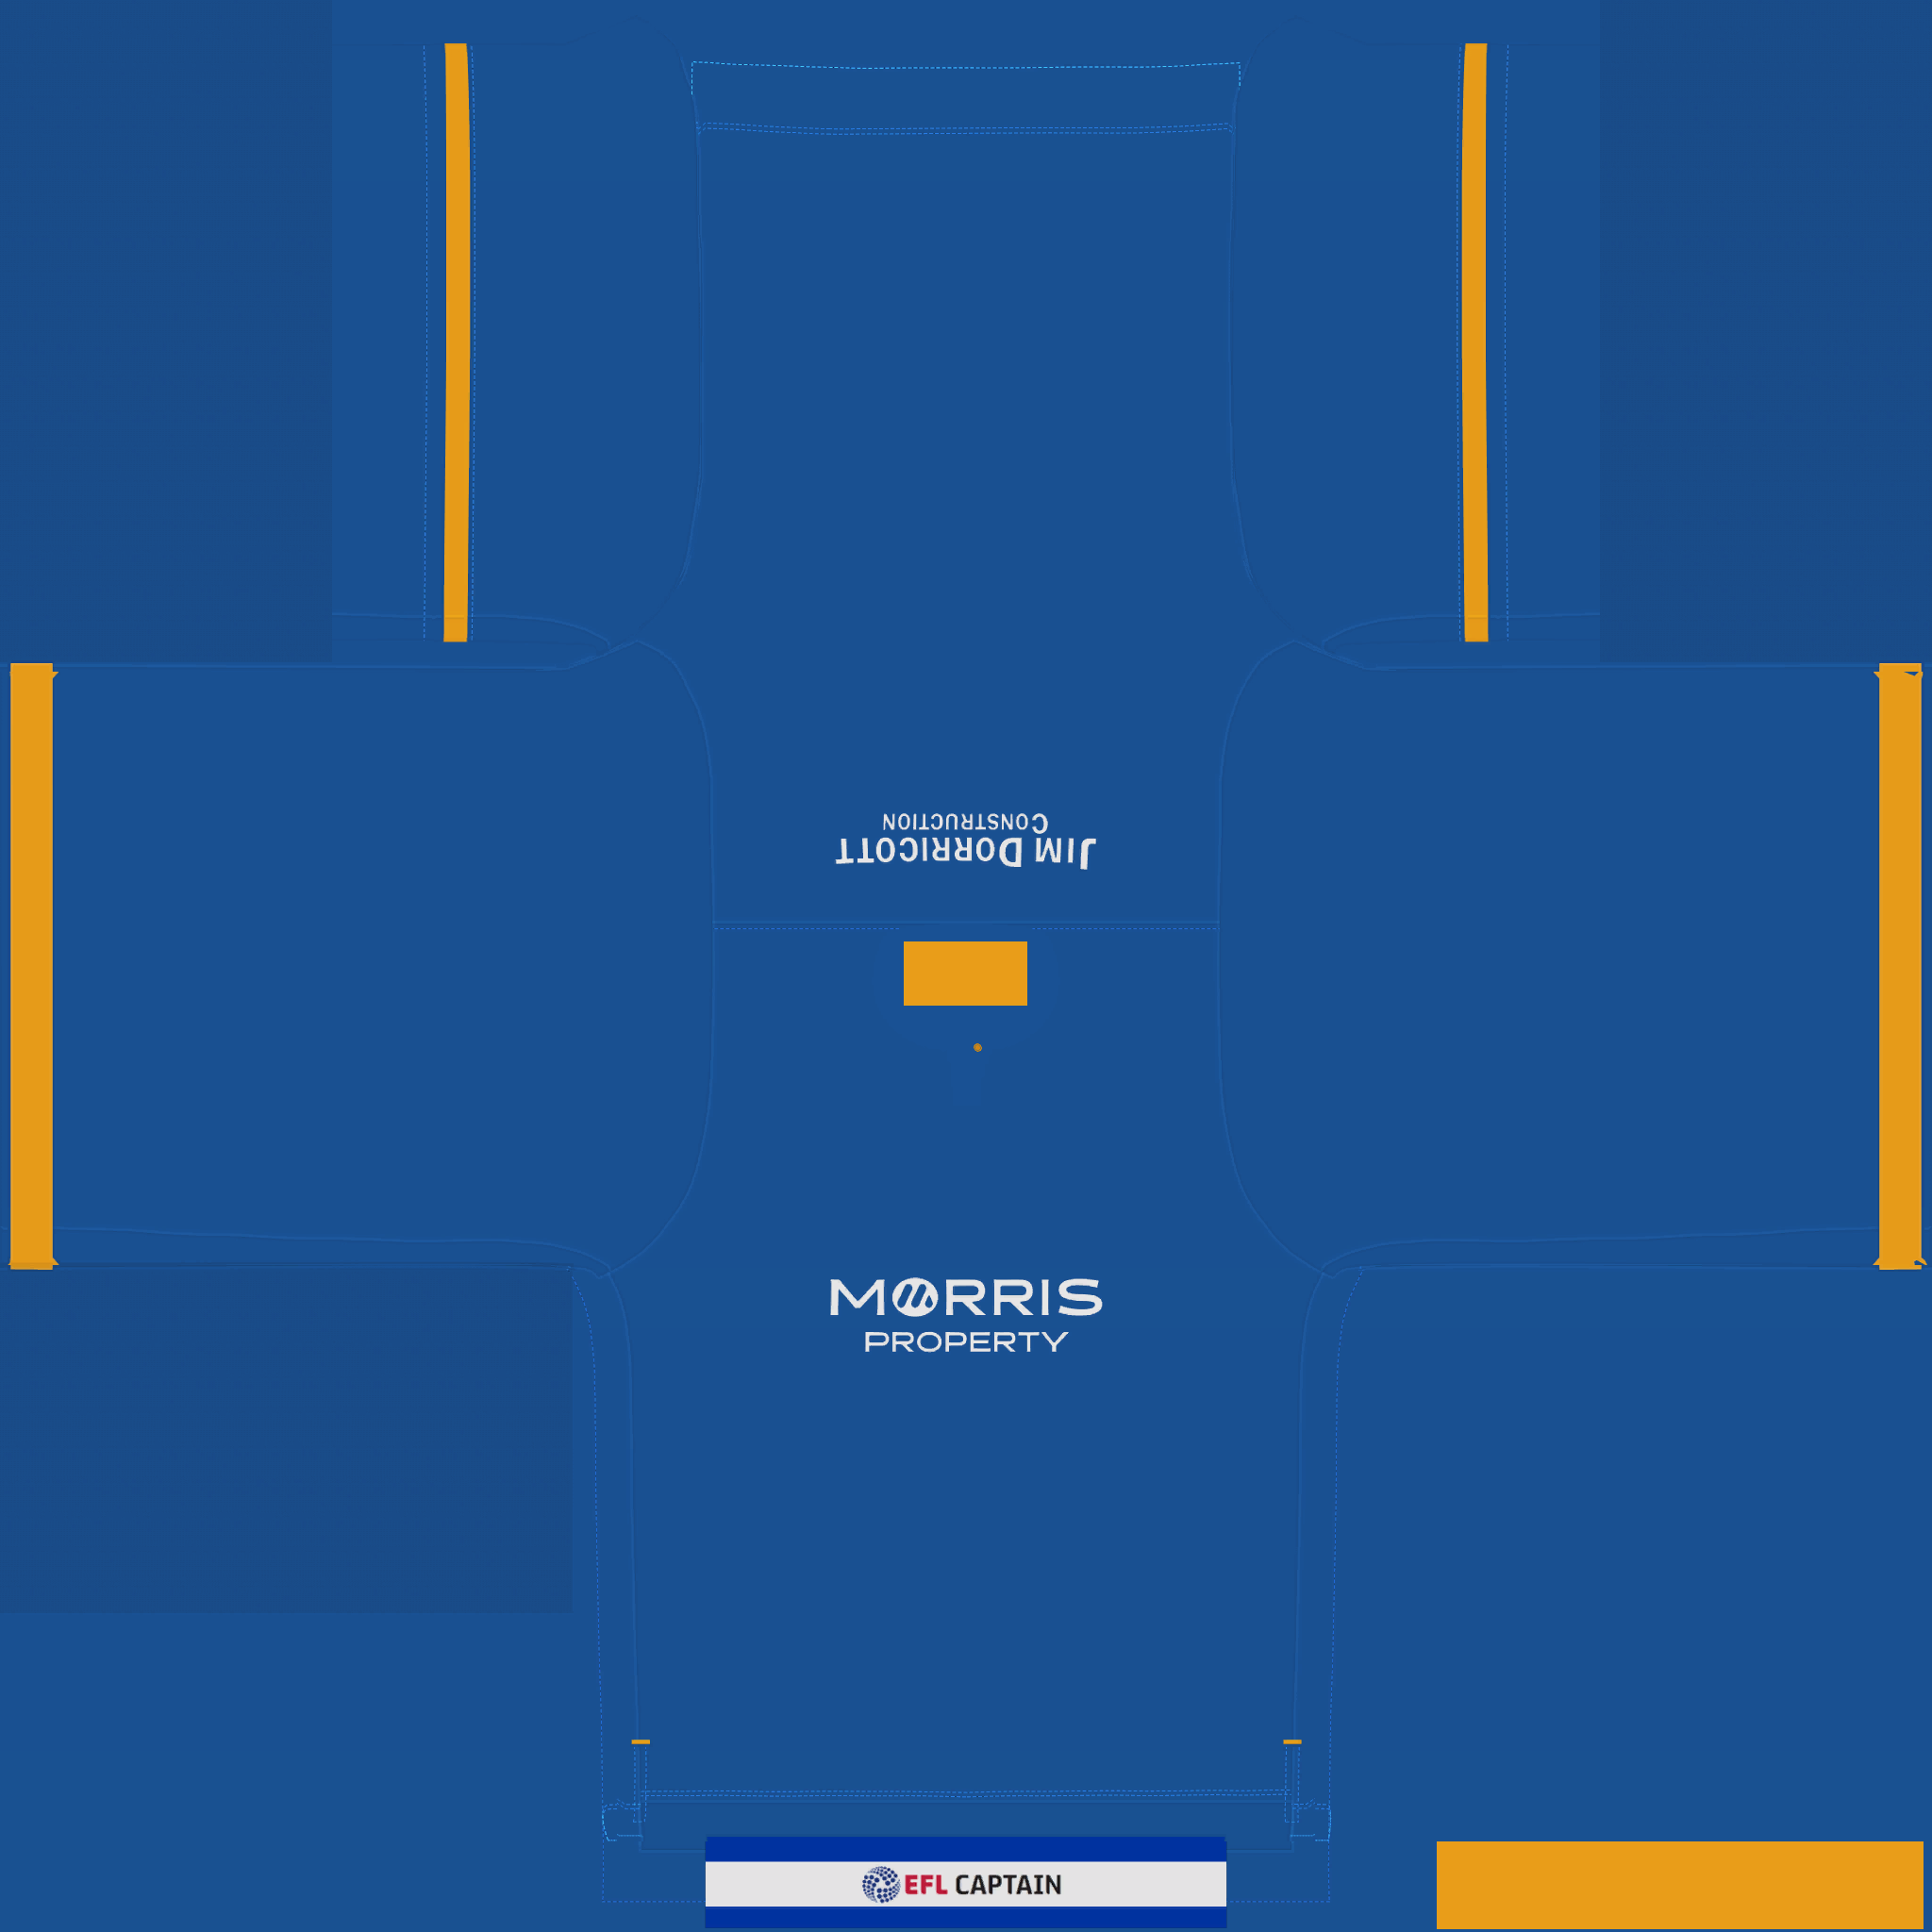 JIM DORRICOTT
CONSTRUCTION
MORRIS
PROPERTY
EFL CAPTAIN